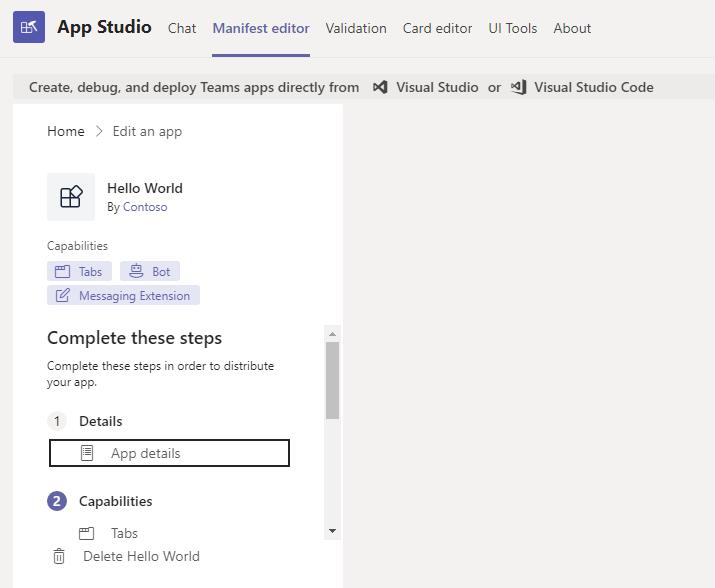 App Studio Chat Manifest editor Validation Card editor UI Tools About
Create, debug, and deploy Teams apps directly from Visual Studio or Visual Studio Code
Home Edit an app
Hello World
By Contoso
Capabilities
Tabs Bot
Messaging Extension
Complete these steps
Complete these steps in order to distribute
your app.
1 Details
App details
2 Capabilities
Tabs
Delete Hello World